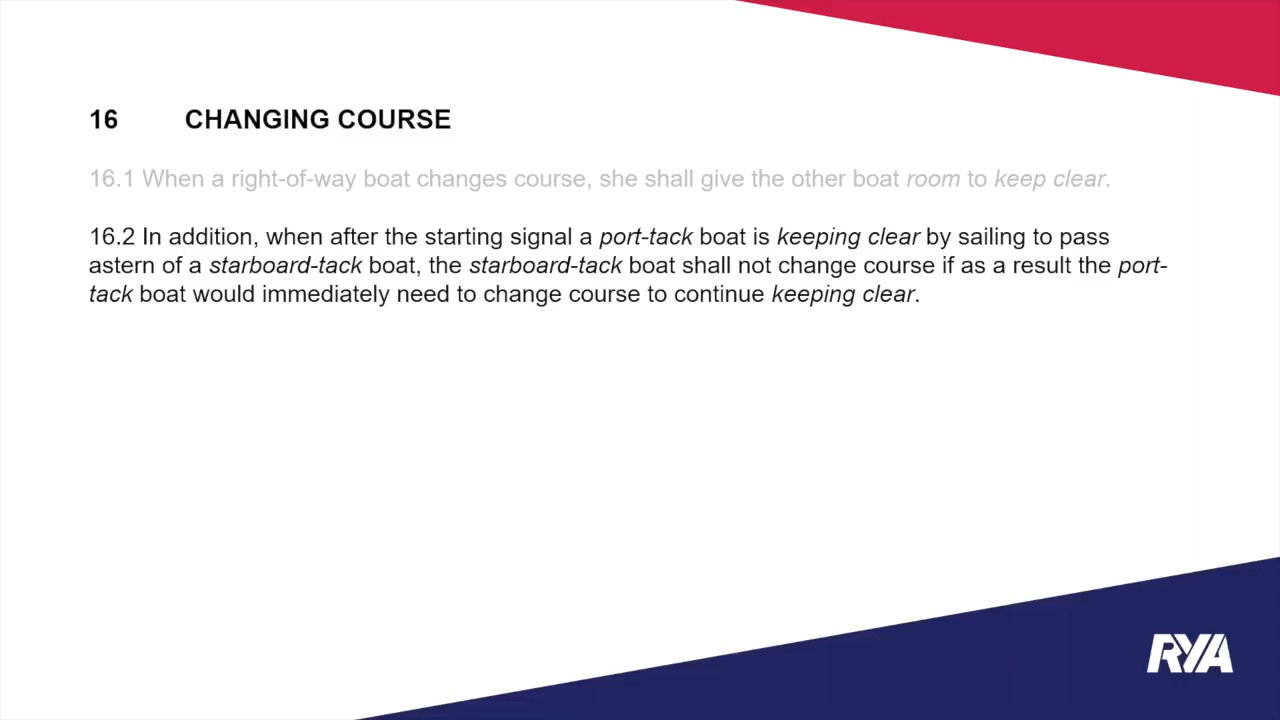 16 CHANGING COURSE
16.1 When a right-of-way boat changes course, she shall give the other boat room to keep clear.
16.2 In addition, when after the starting signal a port-tack boat is keeping clear by sailing to pass
astern of a starboard-tack boat, the starboard-tack boat shall not change course if as a result the port-
tack boat would immediately need to change course to continue keeping clear.
RYA